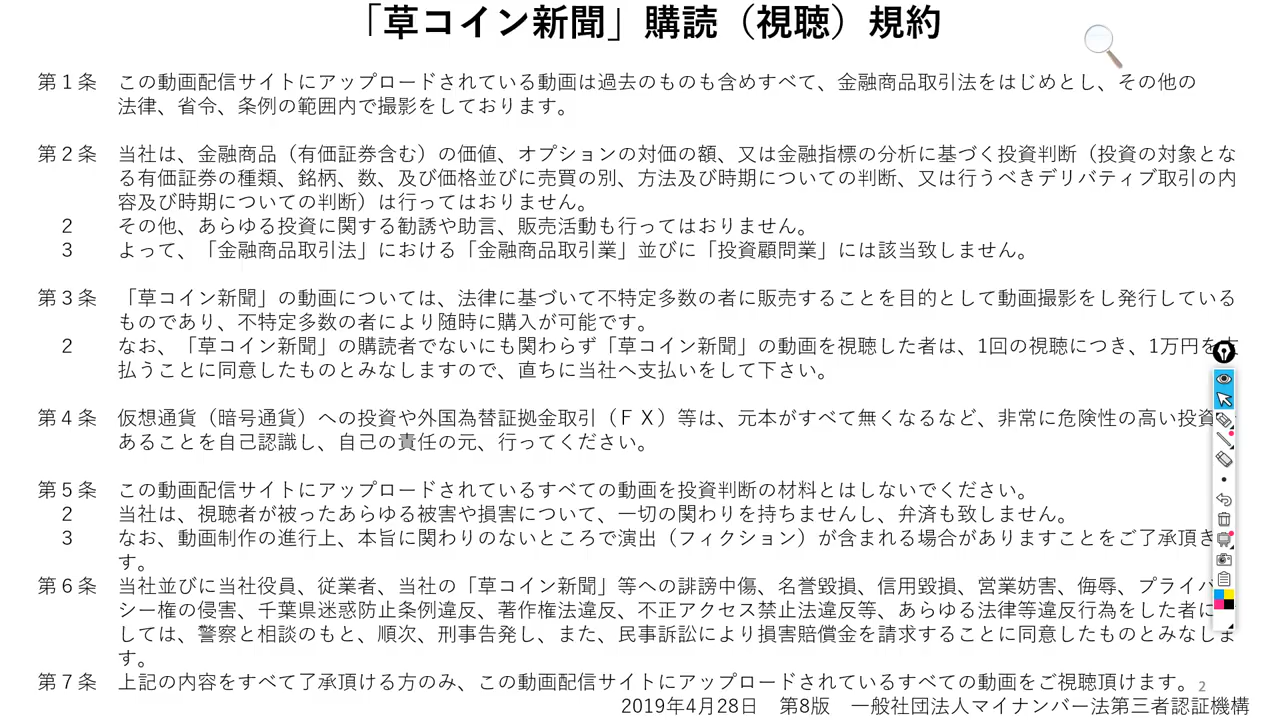 「草コイン新聞」購読（視聴）規約
第１条　この動画配信サイトにアップロードされている動画は過去のものも含めすべて、金融商品取引法をはじめとし、その他の
法律、省令、条例の範囲内で撮影をしております。
第２条　当社は、金融商品（有価証券含む）の価値、オプションの対価の額、又は金融指標の分析に基づく投資判断（投資の対象とな
る有価証券の種類、銘柄、数、及び価格並びに売買の別、方法及び時期についての判断、又は行うべきデリバティブ取引の内
容及び時期についての判断）は行ってはおりません。
2　その他、あらゆる投資に関する勧誘や助言、販売活動も行ってはおりません。
3　よって、「金融商品取引法」における「金融商品取引業」並びに「投資顧問業」には該当致しません。
第３条　「草コイン新聞」の動画については、法律に基づいて不特定多数の者に販売することを目的として動画撮影をし発行している
ものであり、不特定多数の者により随時に購入が可能です。
2　なお、「草コイン新聞」の購読者でないにも関わらず「草コイン新聞」の動画を視聴した者は、1回の視聴につき、1万円を支
払うことに同意したものとみなしますので、直ちに当社へ支払いをして下さい。
第４条　仮想通貨（暗号通貨）への投資や外国為替証拠金取引（ＦＸ）等は、元本がすべて無くなるなど、非常に危険性の高い投資
あることを自己認識し、自己の責任の元、行ってください。
第５条　この動画配信サイトにアップロードされているすべての動画を投資判断の材料とはしないでください。
2　当社は、視聴者が被ったあらゆる被害や損害について、一切の関わりを持ちませんし、弁済も致しません。
3　なお、動画制作の進行上、本旨に関わりのないところで演出（フィクション）が含まれる場合がありますことをご了承頂き
す。
第６条　当社並びに当社役員、従業者、当社の「草コイン新聞」等への誹謗中傷、名誉毀損、信用毀損、営業妨害、侮辱、プライバ
シー権の侵害、千葉県迷惑防止条例違反、著作権法違反、不正アクセス禁止法違反等、あらゆる法律等違反行為をした者に
しては、警察と相談のもと、順次、刑事告発し、また、民事訴訟により損害賠償金を請求することに同意したものとみなしま
す。
第７条　上記の内容をすべて了承頂ける方のみ、この動画配信サイトにアップロードされているすべての動画をご視聴頂けます。
2
2019年4月28日　第8版　一般社団法人マイナンバー法第三者認証機構